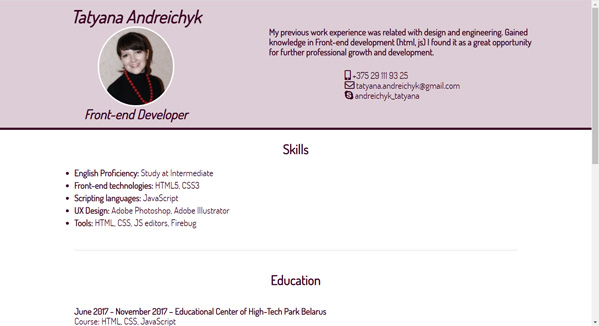 Tatyana Andreichyk
Front-end Developer
My previous work experience was related with design and engineering. Gained
knowledge in Front-end development (html, js) I found it as a great opportunity
for further professional growth and development.
+375 29 111 93 25
tatyana.andreichyk@gmail.com
andreichyk_tatyana
Skills
English Proficiency: Study at Intermediate
Front-end technologies: HTML5, CSS3
Scripting languages: JavaScript
UX Design: Adobe Photoshop, Adobe Illustrator
Tools: HTML, CSS, JS editors, Firebug
Education
June 2017 - November 2017 – Educational Center of High-Tech Park Belarus
Course: HTML, CSS, JavaScript